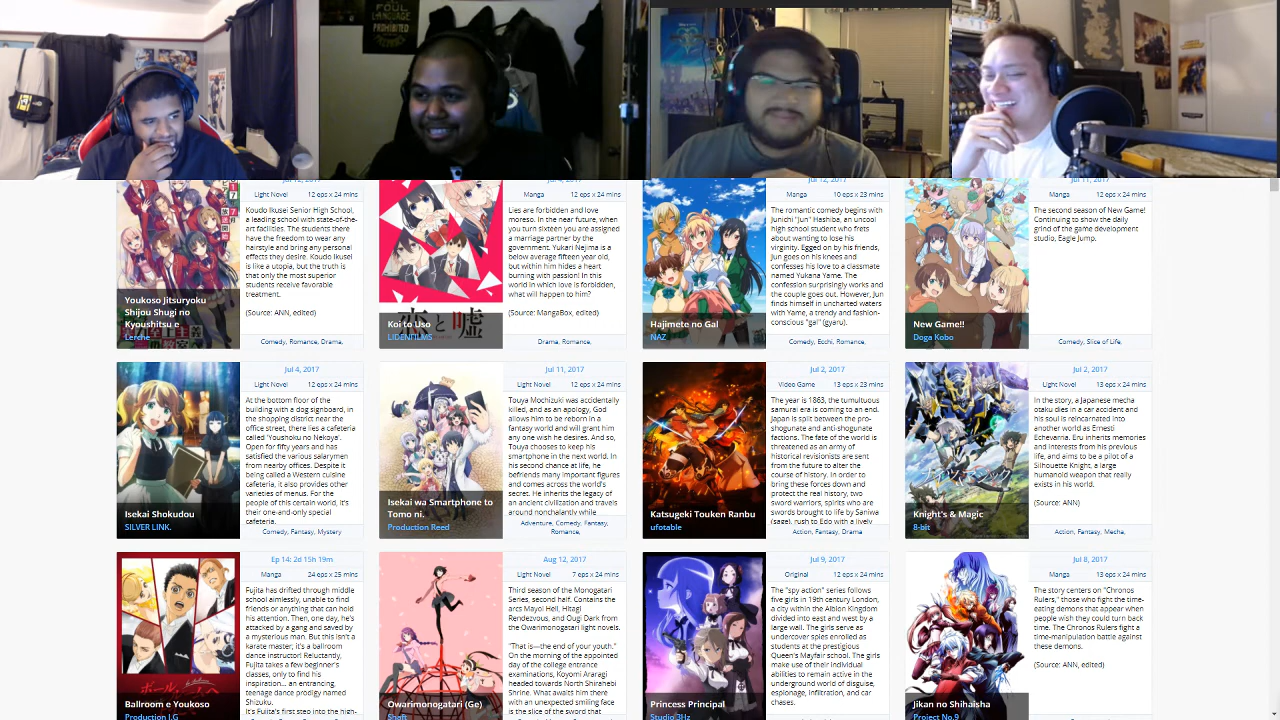 FOUL
LANGUAGE
PROHIBITED
Jul 12, 2017
Light Novel 12 eps x 24 mins
Koudo Ikusei Senior High School,
a leading school with state-of-the-
art facilities. The students there
have the freedom to wear any
hairstyle and bring any personal
effects they desire. Koudo Ikusei
is like a utopia, but the truth is
that only the most superior
students receive favorable
treatment.
(Source: ANN, edited)
Youkoso Jitsuryoku
Shijou Shugi no
Kyoushitsu e
Lerche
Comedy, Romance, Drama,
Manga 12 eps x 24 mins
Lies are forbidden and love
moreso. In the near future, when
you turn sixteen you are assigned
a marriage partner by the
government. Yukari Nejima is a
below average fifteen year old,
but within him hides a heart
burning with passion! In this
world in which love is forbidden,
what will happen to him?
(Source: MangaBox, edited)
恋と嘘
Koi to Uso
LIDENFILMS
Drama, Romance,
Jul 12, 2017
Manga 10 eps x 23 mins
The romantic comedy begins with
Junichi "Jun" Hashiba, an uncool
high school student who frets
about wanting to lose his
virginity. Egged on by his friends,
Jun goes on his knees and
confesses his love to a classmate
named Yukana Yame. The
confession surprisingly works and
the couple goes out. However, Jun
finds himself in uncharted waters
with Yame, a trendy and fashion-
conscious "gal" (gyaru).
Hajimete no Gal
NAZ
Comedy, Ecchi, Romance,
Jul 11, 2017
Manga 12 eps x 24 mins
The second season of New Game!
Continuing to show the daily
grind of the game development
studio, Eagle Jump.
New Game!!
Doga Kobo
Comedy, Slice of Life,
Jul 4, 2017
Light Novel 12 eps x 24 mins
At the bottom floor of the
building with a dog signboard, in
the shopping district near the
office street, there lies a cafeteria
called 'Youshoku no Nekoya'.
Open for fifty years and has
satisfied the various salarymen
from nearby offices. Despite it
being called a Western cuisine
cafeteria, it also provides other
varieties of menus. For the
people of this certain world, it's
their one-and-only special
cafeteria.
Isekai Shokudou
SILVER LINK.
Comedy, Fantasy, Mystery
Jul 11, 2017
Light Novel 12 eps x 24 mins
Touya Mochizuki was accidentally
killed, and as an apology, God
allows him to be reborn in a
fantasy world and will grant him
any one wish he desires. And so,
Touya chooses to keep his
smartphone in the next world. In
his second chance at life, he
befriends many important figures
and comes across the world's
secret. He inherits the legacy of
an ancient civilization and travels
around nonchalantly while
Isekai wa Smartphone to
Tomo ni.
Production Reed
Adventure, Comedy, Fantasy,
Romance,
Jul 2, 2017
Video Game 13 eps x 23 mins
The year is 1863, the tumultuous
samurai era is coming to an end.
Japan is split between the pro-
shogunate and anti-shogunate
factions. The fate of the world is
threatened as an army of
historical revisionists are sent
from the future to alter the
course of history. In order to
bring these forces down and
protect the real history, two
sword warriors, spirits who are
swords brought to life by Saniwa
(sage), rush to Edo with a lively
Katsugeki Touken Ranbu
ufotable
Action, Fantasy, Drama
Jul 2, 2017
Light Novel 13 eps x 24 mins
In the story, a Japanese mecha
otaku dies in a car accident and
his soul is reincarnated into
another world as Ernesti
Echevarria. Eru inherits memories
and interests from his previous
life, and aims to be a pilot of a
Silhouette Knight, a large
humanoid weapon that really
exists in his world.
(Source: ANN)
ナイツ&マジック
Knight's & Magic
8-bit
Action, Fantasy, Mecha,
Ep 14: 2d 15h 19m
Manga 24 eps x 25 mins
Fujita has drifted through middle
school aimlessly, unable to find
friends or anything that can hold
his attention. Then, one day, he's
attacked by a gang and saved by
a mysterious man. But this isn't a
karate master; it's a ballroom
dance instructor! Reluctantly,
Fujita takes a few beginner's
classes, only to find his
inspiration... an entrancing
teenage dance prodigy named
Shizuku.
It's Fujita's first step into the high-
Ballroom e Youkoso
Production I.G
Aug 12, 2017
Light Novel 7 eps x 24 mins
Third season of the Monogatari
Series, second half. Contains the
arcs Mayoi Hell, Hitagi
Rendezvous, and Ougi Dark from
the Owarimonogatari light novels.
"That is—the end of your youth."
On the morning of the appointed
day of the college entrance
examinations, Koyomi Araragi
headed towards North Shirahebi
Shrine. What awaits him there
with an unexpected smiling face
is the slice of the sword that
Owarimonogatari (Ge)
Shaft
Jul 9, 2017
Original 12 eps x 24 mins
The "spy action" series follows
five girls in 19th century London,
a city within the Albion Kingdom
divided into east and west by a
large wall. The girls serve as
undercover spies enrolled as
students at the prestigious
Queen's Mayfair school. The girls
make use of their individual
abilities to remain active in the
underground world of disguise,
espionage, infiltration, and car
chases.
Princess Principal
Studio 3Hz
Jul 8, 2017
Manga 13 eps x 24 mins
The story centers on "Chronos
Rulers," those who fight the time-
eating demons that appear when
people wish they could turn back
time. The Chronos Rulers fight a
time-manipulation battle against
these demons.
(Source: ANN, edited)
Jikan no Shihaisha
Project No.9